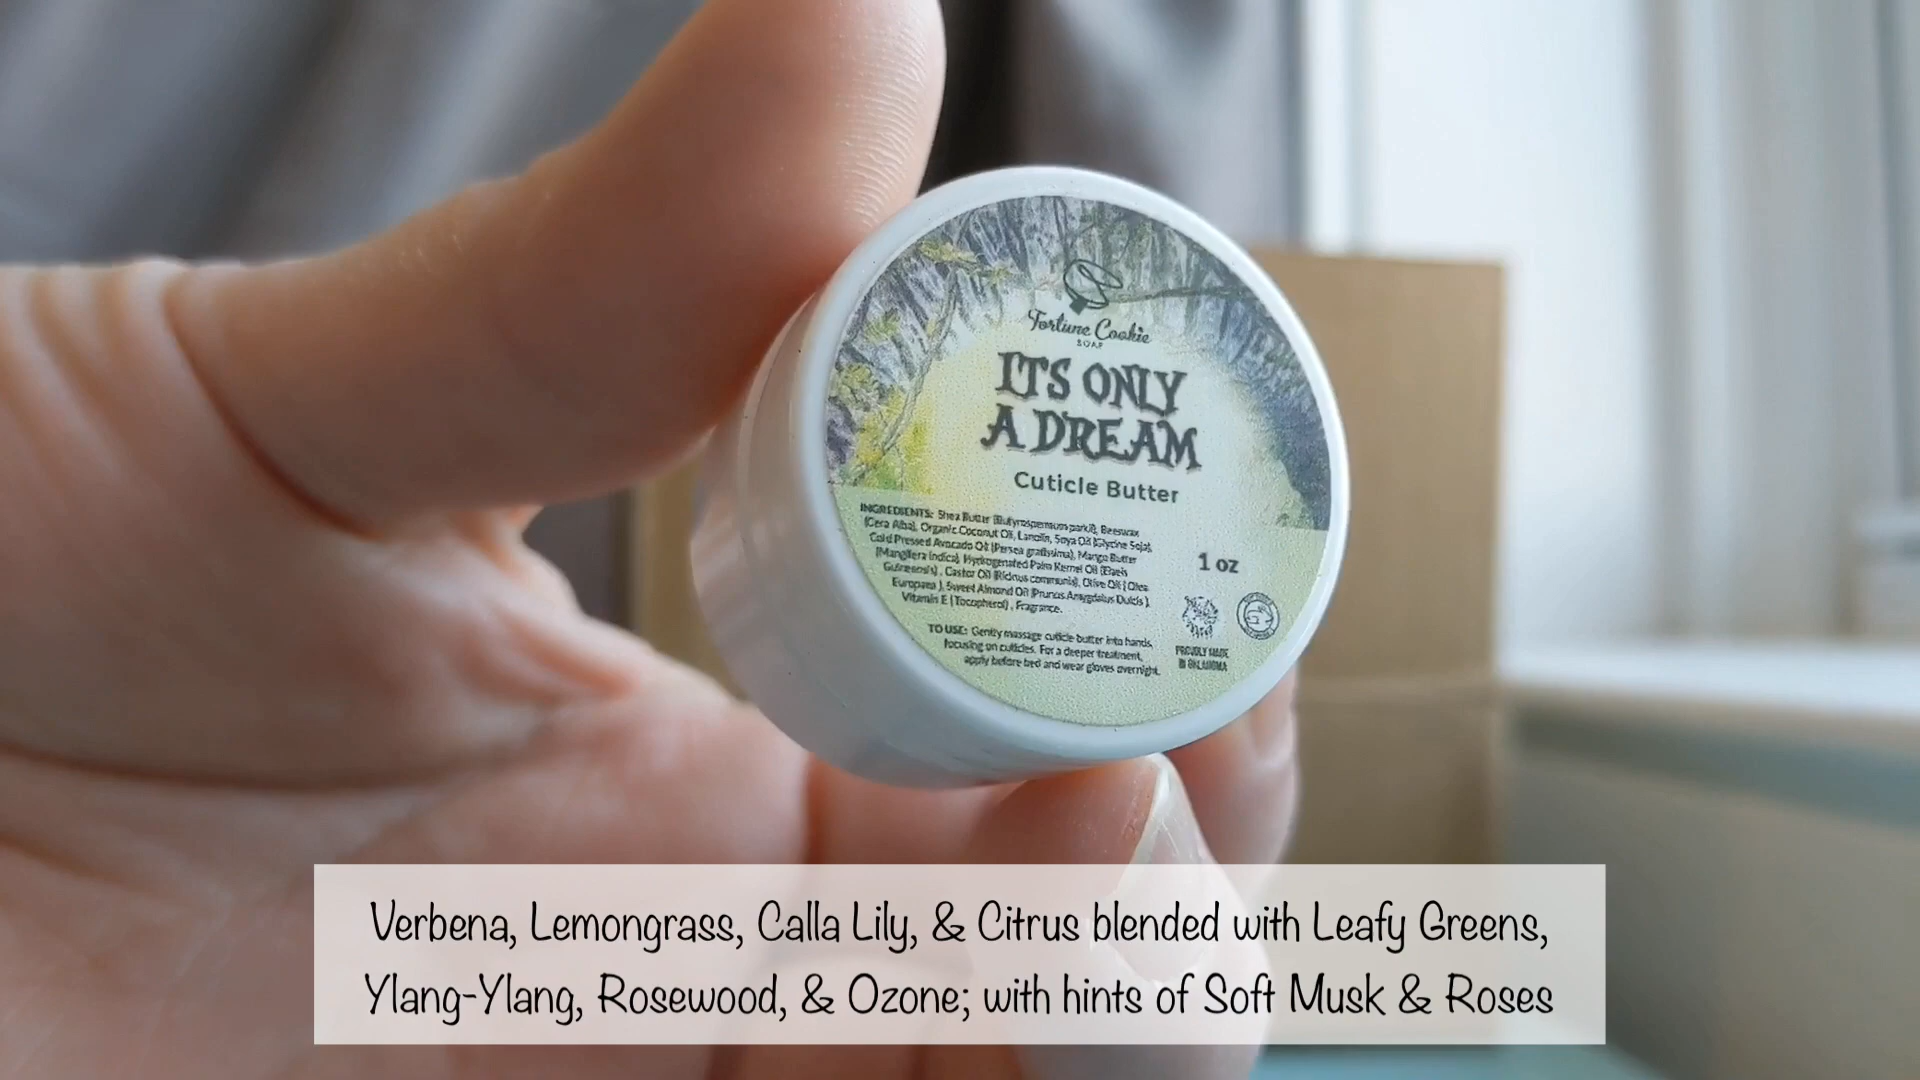 Fortune Cookie
SOAP
ITS ONLY
A DREAM
Cuticle Butter
INGREDIENTS: Shea Butter (Butyrospermum parkii), Beeswax
(Cera Alba), Organic Coconut Oil, Lanolin, Soya Oil (Glycine Soja),
Cold Pressed Avocado Oil (Persea gratissima), Mango Butter
(Mangifera indica), Hydrogenated Palm Kernel Oil (Elaeis
Guineensis), Castor Oil (Ricinus communis), Olive Oil (Olea
Europaea), Sweet Almond Oil (Prunus Amygdalus Dulcis),
Vitamin E (Tocopherol), Fragrance.
1 oz
TO USE: Gently massage cuticle butter into hands,
focusing on cuticles. For a deeper treatment,
apply before bed and wear gloves overnight.
PROUDLY MADE
IN OKLAHOMA
Verbena, Lemongrass, Calla Lily, & Citrus blended with Leafy Greens,
Ylang-Ylang, Rosewood, & Ozone; with hints of Soft Musk & Roses